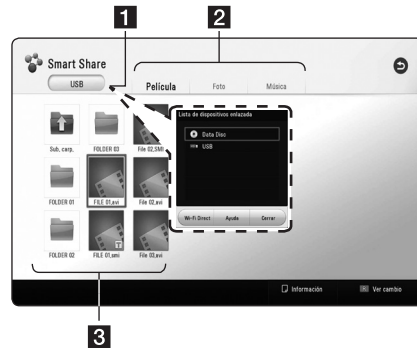 1
2
Smart Share
USB
Película
Foto
Música
Lista de dispositivos enlazada
Data Disc
USB
Wi-Fi Direct
Ayuda
Cerrar
Sub. carp.
FOLDER 03
File 02,SMI
FOLDER 01
FILE 01,avi
File 02,avi
FOLDER 02
T
FILE 01,smi
File 03,avi
Información
Ver cambio
3